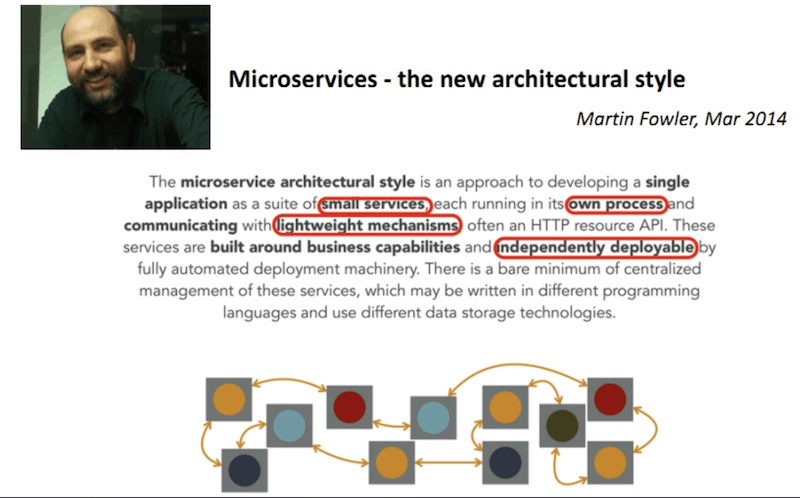 Microservices - the new architectural style
Martin Fowler, Mar 2014
The microservice architectural style is an approach to developing a single
application as a suite of small services, each running in its own process and
communicating with lightweight mechanisms, often an HTTP resource API. These
services are built around business capabilities and independently deployable by
fully automated deployment machinery. There is a bare minimum of centralized
management of these services, which may be written in different programming
languages and use different data storage technologies.